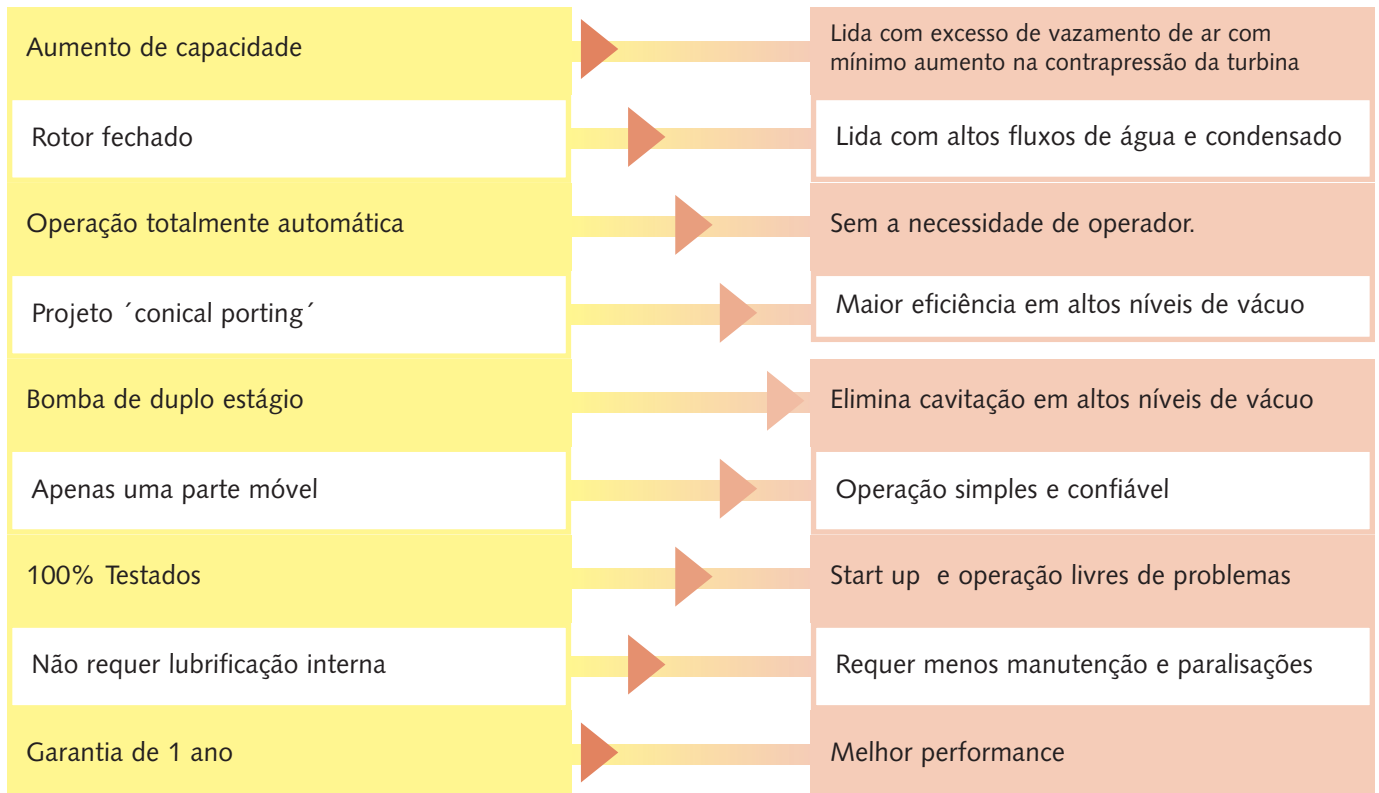 Aumento de capacidade
Lida com excesso de vazamento de ar com
mínimo aumento na contrapressão da turbina
Rotor fechado
Lida com altos fluxos de água e condensado
Operação totalmente automática
Sem a necessidade de operador.
Projeto ´conical porting´
Maior eficiência em altos níveis de vácuo
Bomba de duplo estágio
Elimina cavitação em altos níveis de vácuo
Apenas uma parte móvel
Operação simples e confiável
100% Testados
Start up e operação livres de problemas
Não requer lubrificação interna
Requer menos manutenção e paralisações
Garantia de 1 ano
Melhor performance